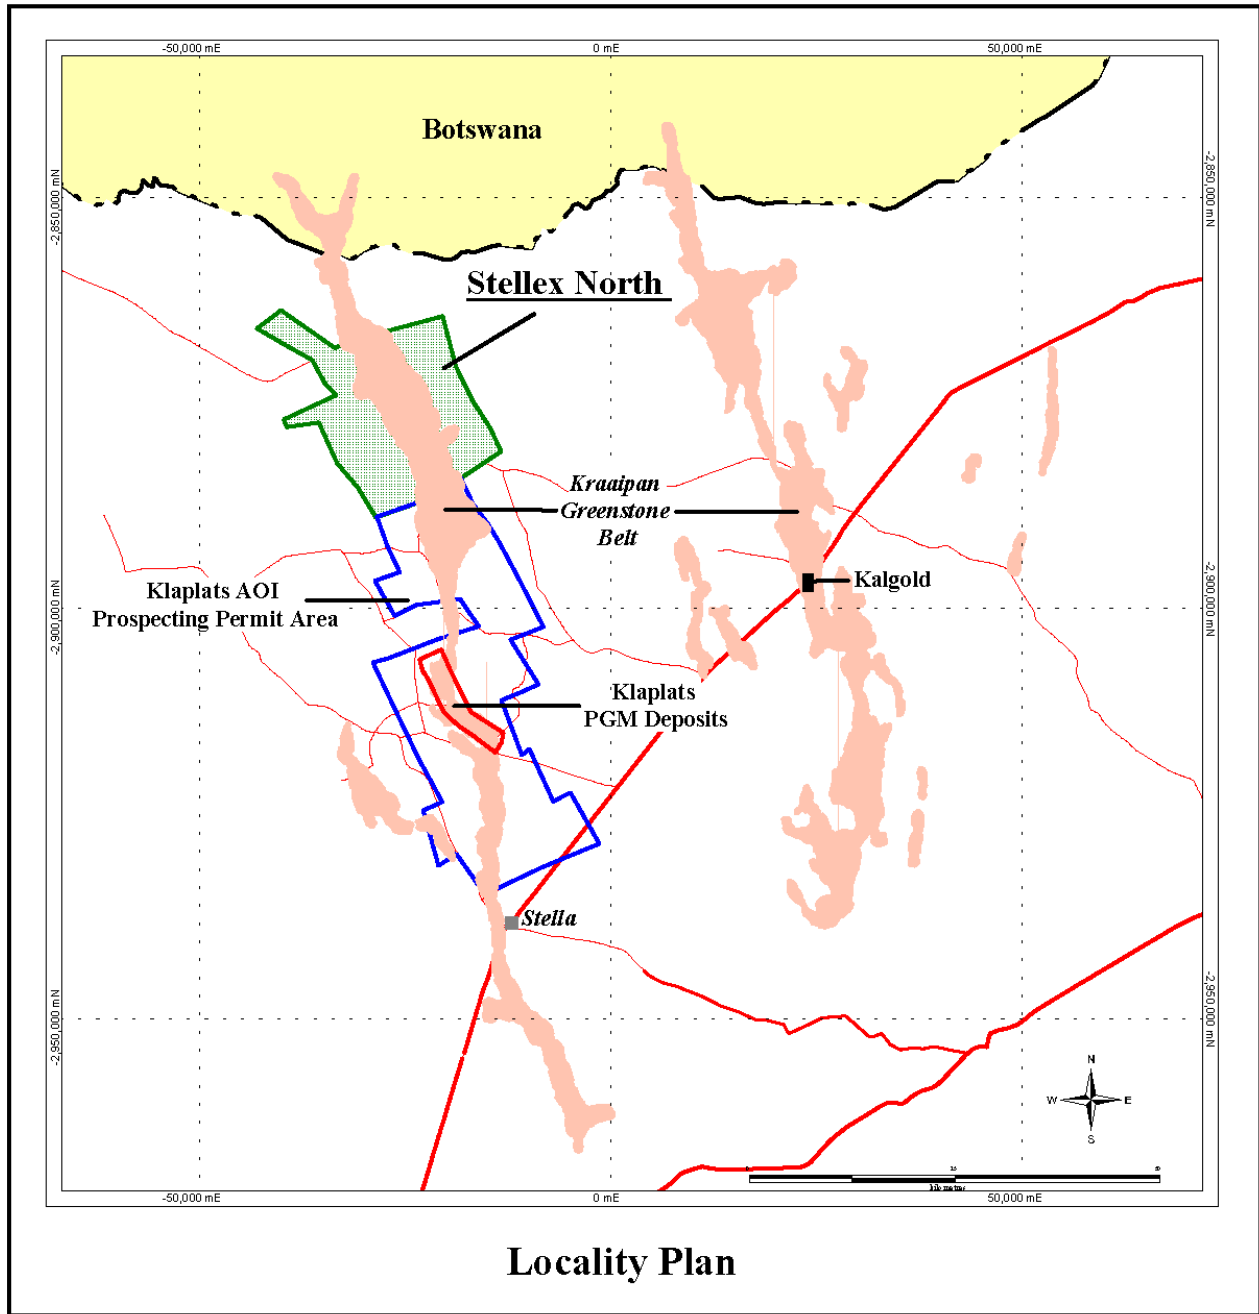 -50,000 mE
0 mE
50,000 mE
Botswana
-2,850,000 mN
-2,850,000 mN
Stellex North
Kraaipan
Greenstone
Belt
Klaplats AOI
Prospecting Permit Area
Kalgold
-2,900,000 mN
-2,900,000 mN
Klaplats
PGM Deposits
Stella
-2,950,000 mN
-2,950,000 mN
N
W
E
S
kilometres
-50,000 mE
0 mE
50,000 mE
Locality Plan